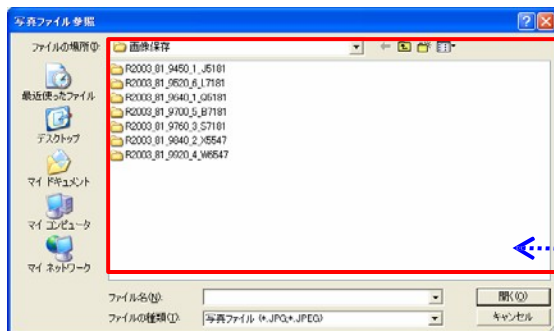 写真ファイル参照
ファイルの場所(I): 画像保存
R2003_81_9450_1_J5181
R2003_81_9520_6_L7181
R2003_81_9640_1_Q5181
R2003_81_9700_5_B7181
R2003_81_9760_3_S7181
R2003_81_9840_2_X5547
R2003_81_9920_4_W6547
最近使ったファイル
デスクトップ
マイ ドキュメント
マイ コンピュータ
マイ ネットワーク
ファイル名(N):
開く(O)
ファイルの種類(T): 写真ファイル (*.JPG,*.JPEG)
キャンセル